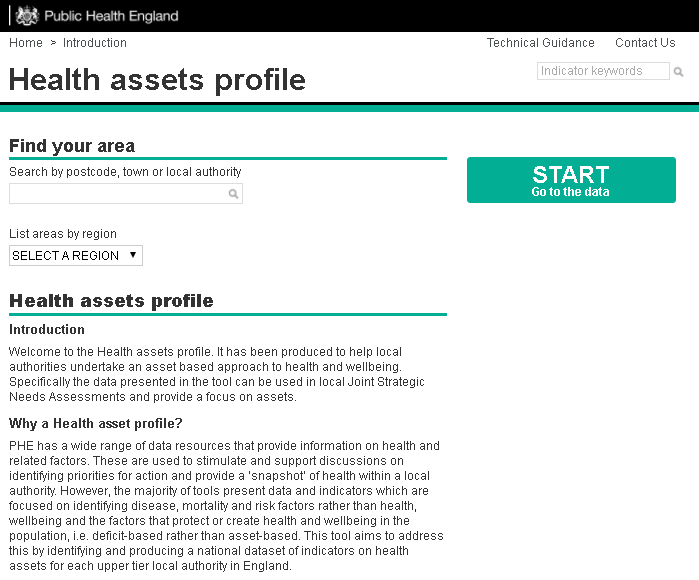 Public Health England
Home > Introduction
Technical Guidance Contact Us
Health assets profile
Indicator keywords
Find your area
Search by postcode, town or local authority
START
Go to the data
List areas by region
SELECT A REGION
Health assets profile
Introduction
Welcome to the Health assets profile. It has been produced to help local
authorities undertake an asset based approach to health and wellbeing.
Specifically the data presented in the tool can be used in local Joint Strategic
Needs Assessments and provide a focus on assets.
Why a Health asset profile?
PHE has a wide range of data resources that provide information on health and
related factors. These are used to stimulate and support discussions on
identifying priorities for action and provide a 'snapshot' of health within a local
authority. However, the majority of tools present data and indicators which are
focused on identifying disease, mortality and risk factors rather than health,
wellbeing and the factors that protect or create health and wellbeing in the
population, i.e. deficit-based rather than asset-based. This tool aims to address
this by identifying and producing a national dataset of indicators on health
assets for each upper tier local authority in England.